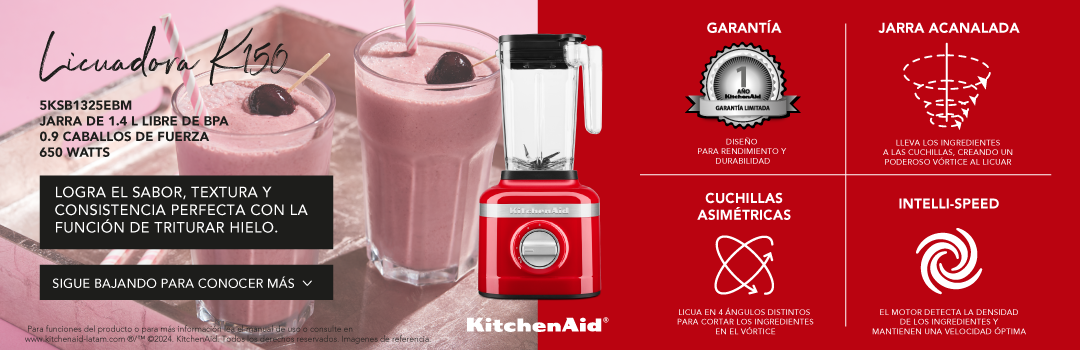 Licuadora K150
5KSB1325EBM
JARRA DE 1.4 L LIBRE DE BPA
0.9 CABALLOS DE FUERZA
650 WATTS
LOGRA EL SABOR, TEXTURA Y
CONSISTENCIA PERFECTA CON LA
FUNCIÓN DE TRITURAR HIELO.
SIGUE BAJANDO PARA CONOCER MÁS
Para funciones del producto o para más información lea el manual de uso o consulte en
www.kitchenaid-latam.com ®/™ ©2024. KitchenAid. Todos los derechos reservados. Imágenes de referencia.
KitchenAid
KitchenAid®
GARANTÍA
1
AÑO
KitchenAid
GARANTÍA LIMITADA
DISEÑO
PARA RENDIMIENTO Y
DURABILIDAD
JARRA ACANALADA
LLEVA LOS INGREDIENTES
A LAS CUCHILLAS, CREANDO UN
PODEROSO VÓRTICE AL LICUAR
CUCHILLAS
ASIMÉTRICAS
LICUA EN 4 ÁNGULOS DISTINTOS
PARA CORTAR LOS INGREDIENTES
EN EL VÓRTICE
INTELLI-SPEED
EL MOTOR DETECTA LA DENSIDAD
DE LOS INGREDIENTES Y
MANTIENEN UNA VELOCIDAD ÓPTIMA